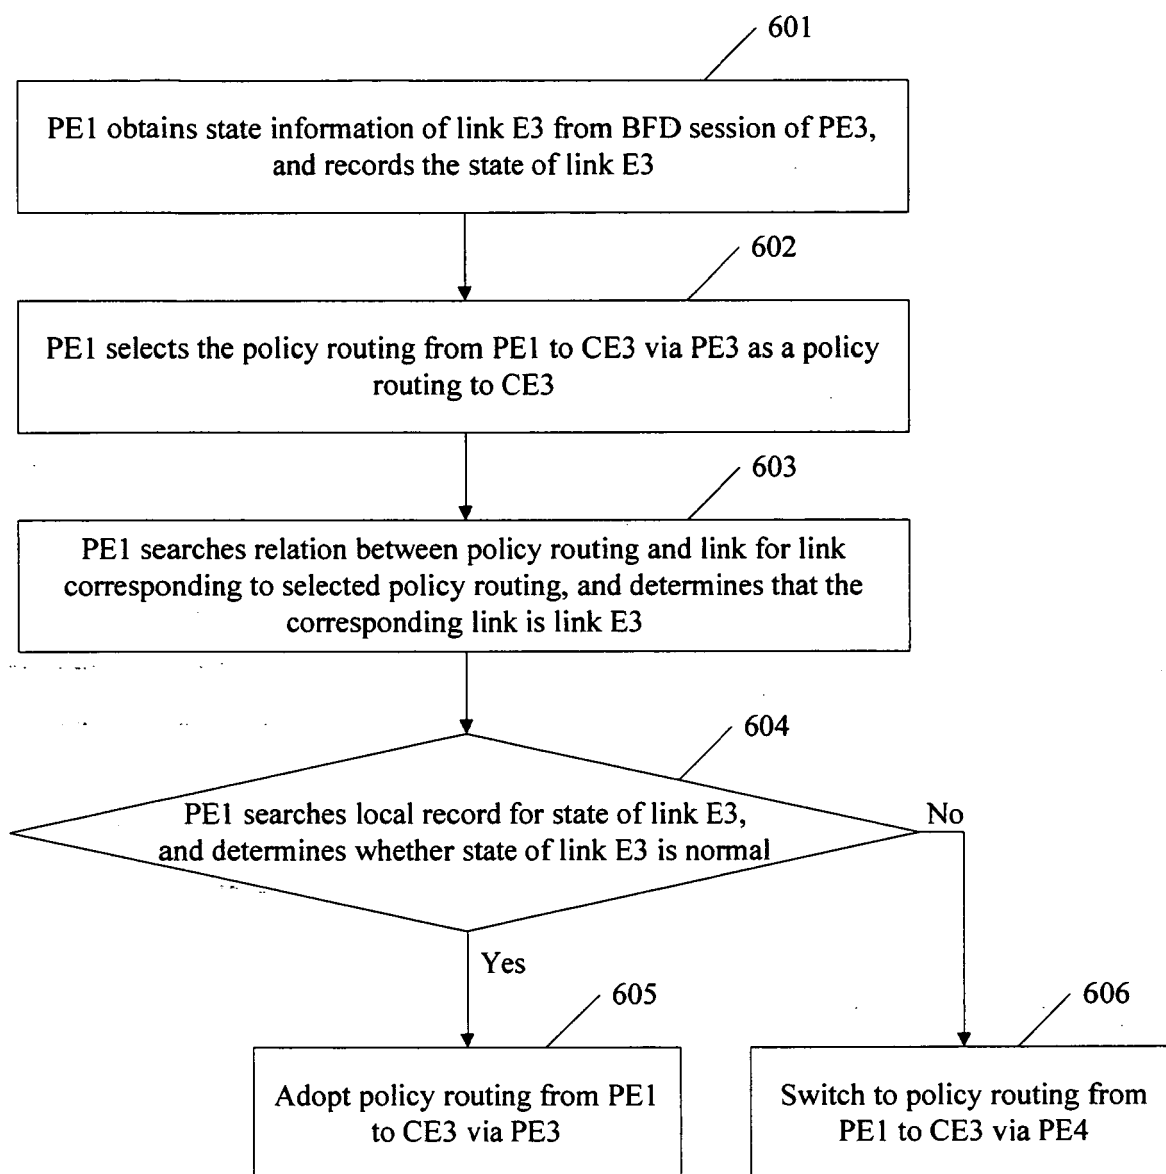 601
PE1 obtains state information of link E3 from BFD session of PE3,
and records the state of link E3
602
PE1 selects the policy routing from PE1 to CE3 via PE3 as a policy
routing to CE3
603
PE1 searches relation between policy routing and link for link
corresponding to selected policy routing, and determines that the
corresponding link is link E3
604
PE1 searches local record for state of link E3,
and determines whether state of link E3 is normal
No
Yes
605
606
Adopt policy routing from PE1
to CE3 via PE3
Switch to policy routing from
PE1 to CE3 via PE4